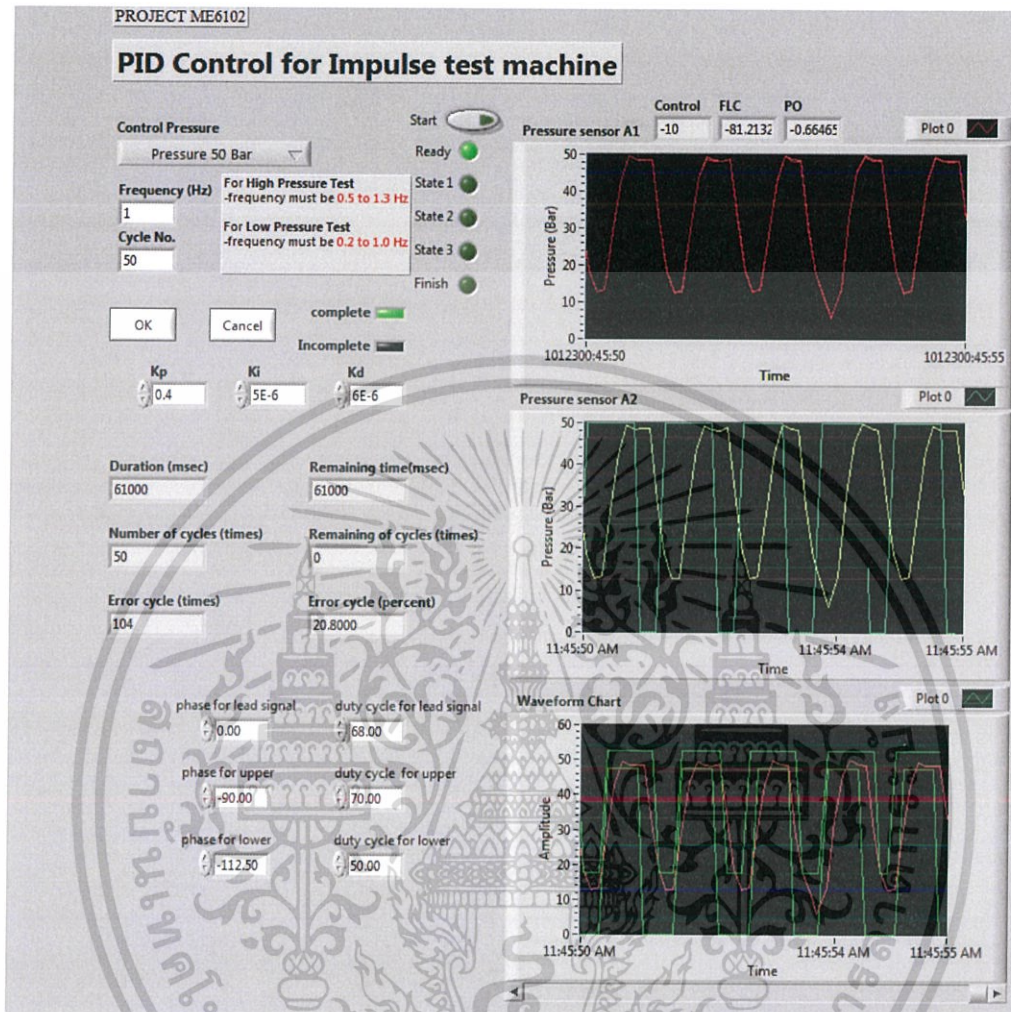 PROJECT ME6102
PID Control for Impulse test machine
Control Pressure
Pressure 50 Bar
Frequency (Hz)
1
Cycle No.
50
For High Pressure Test
-frequency must be 0.5 to 1.3 Hz
For Low Pressure Test
-frequency must be 0.2 to 1.0 Hz
Start
Ready
State 1
State 2
State 3
Finish
OK
Cancel
complete
Incomplete
Kp
0.4
Ki
5E-6
Kd
6E-6
Duration (msec)
61000
Remaining time(msec)
61000
Number of cycles (times)
50
Remaining of cycles (times)
0
Error cycle (times)
104
Error cycle (percent)
20.8000
phase for lead signal
0.00
duty cycle for lead signal
68.00
phase for upper
-90.00
duty cycle for upper
70.00
phase for lower
-112.50
duty cycle for lower
50.00
Control
-10
FLC
-81.2132
PO
-0.66465
Pressure sensor A1
Plot 0
Pressure (Bar)
50
40
30
20
10
0
1012300:45:50
1012300:45:55
Time
Pressure sensor A2
Plot 0
Pressure (Bar)
50
40
30
20
10
0
11:45:50 AM
11:45:54 AM
11:45:55 AM
Time
Waveform Chart
Plot 0
Amplitude
60
50
40
30
20
10
0
11:45:50 AM
11:45:54 AM
11:45:55 AM
Time